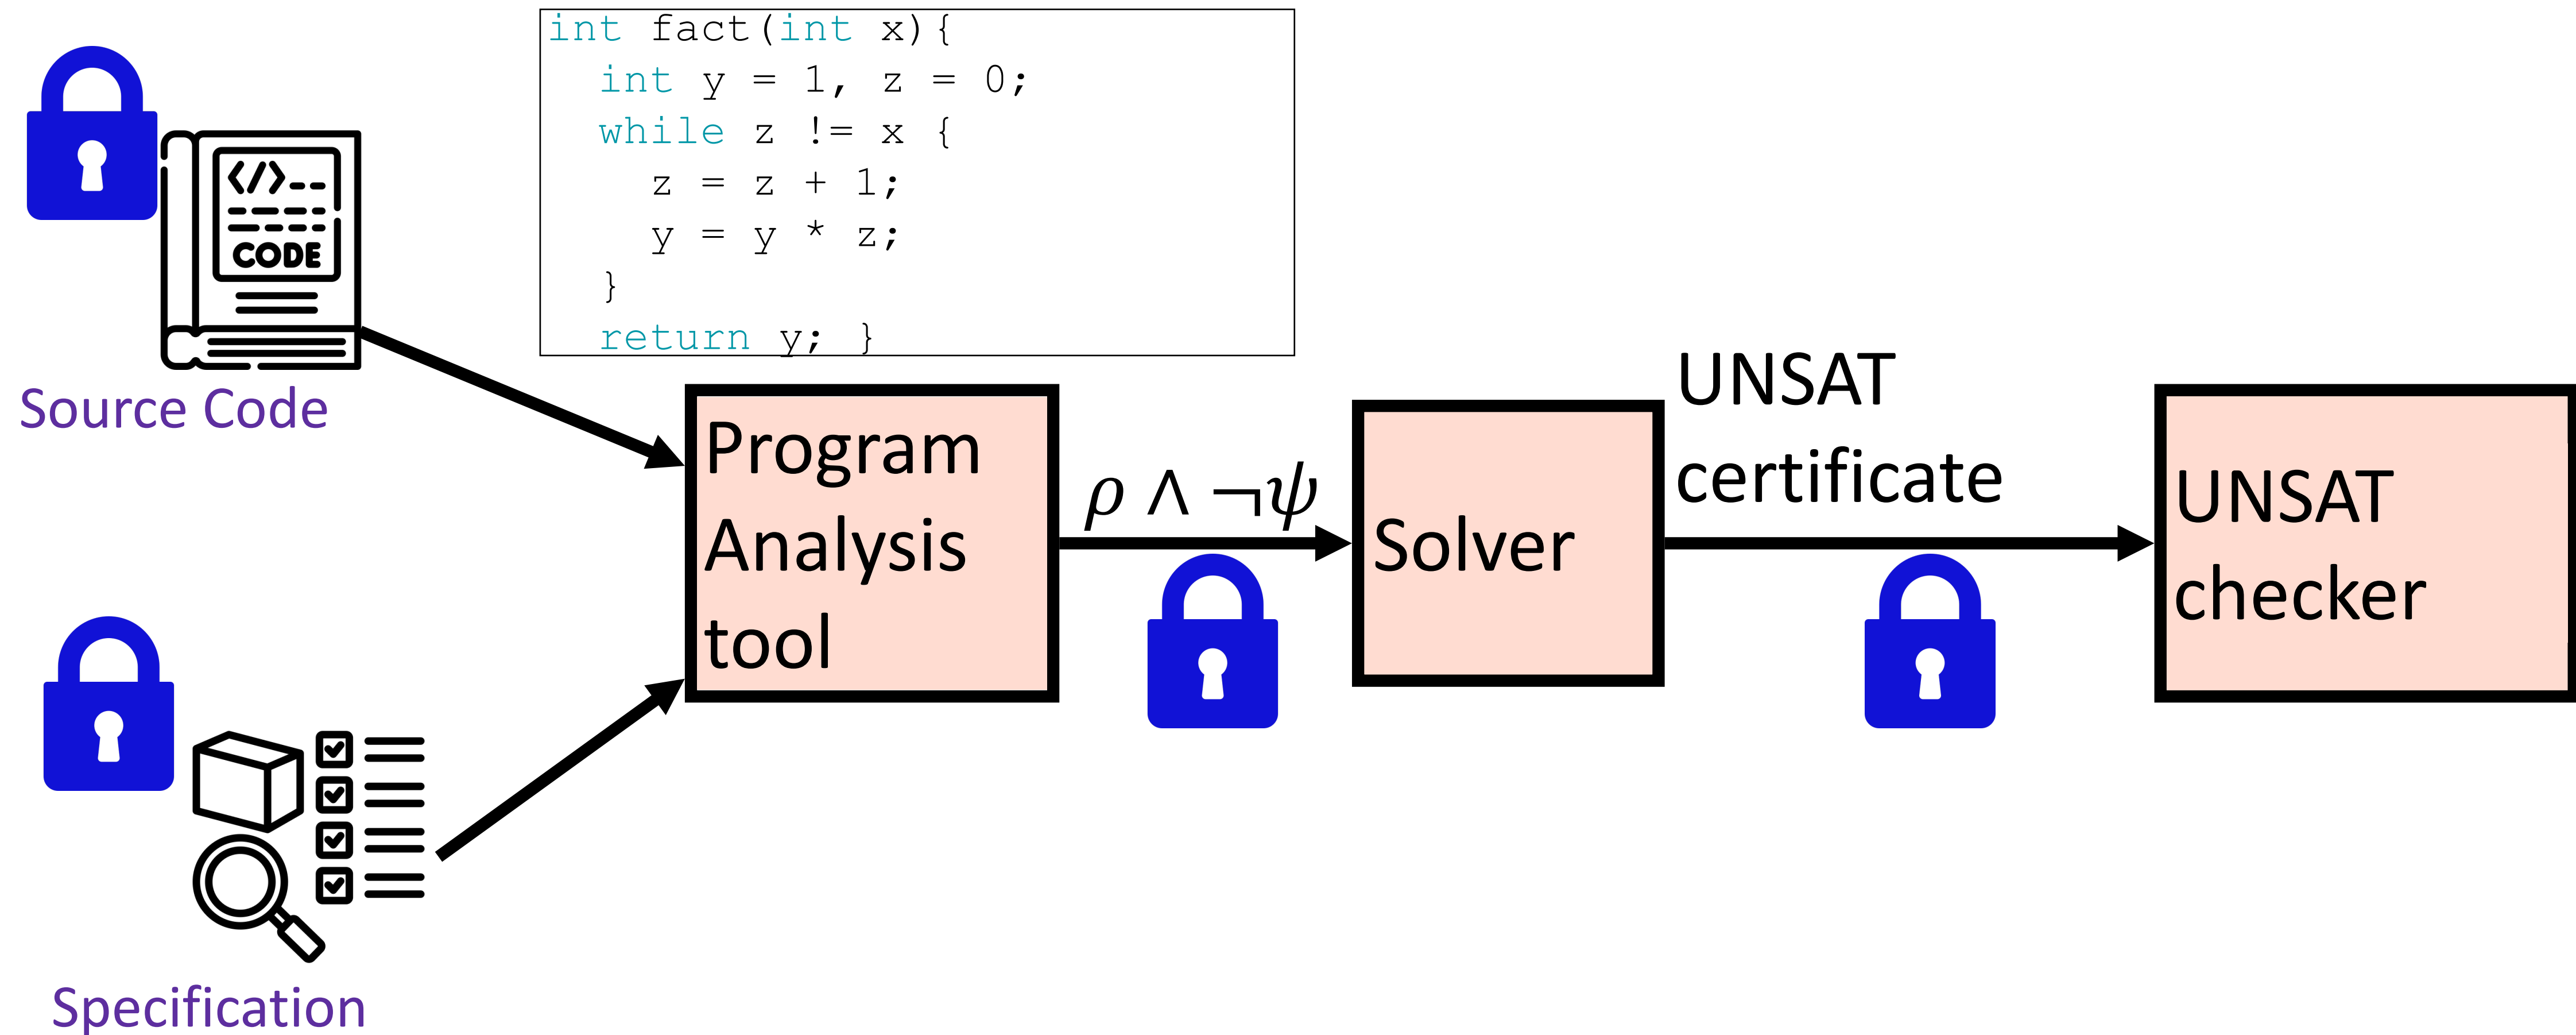 int fact(int x){
int y = 1, z = 0;
while z != x {
z = z + 1;
y = y * z;
}
return y; }
</>
CODE
Source Code
Program
Analysis
tool
ρ ∧ ¬ψ
Solver
UNSAT
certificate
UNSAT
checker
Specification